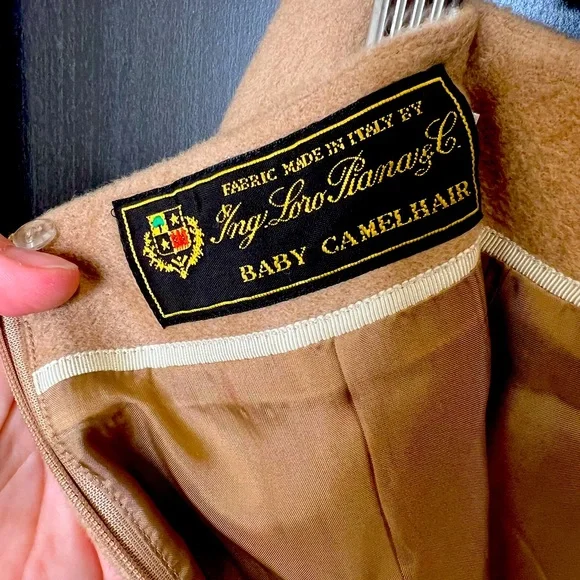 FABRIC MADE IN ITALY BY
Ing. Loro Piana & C.
BABY CAMELHAIR